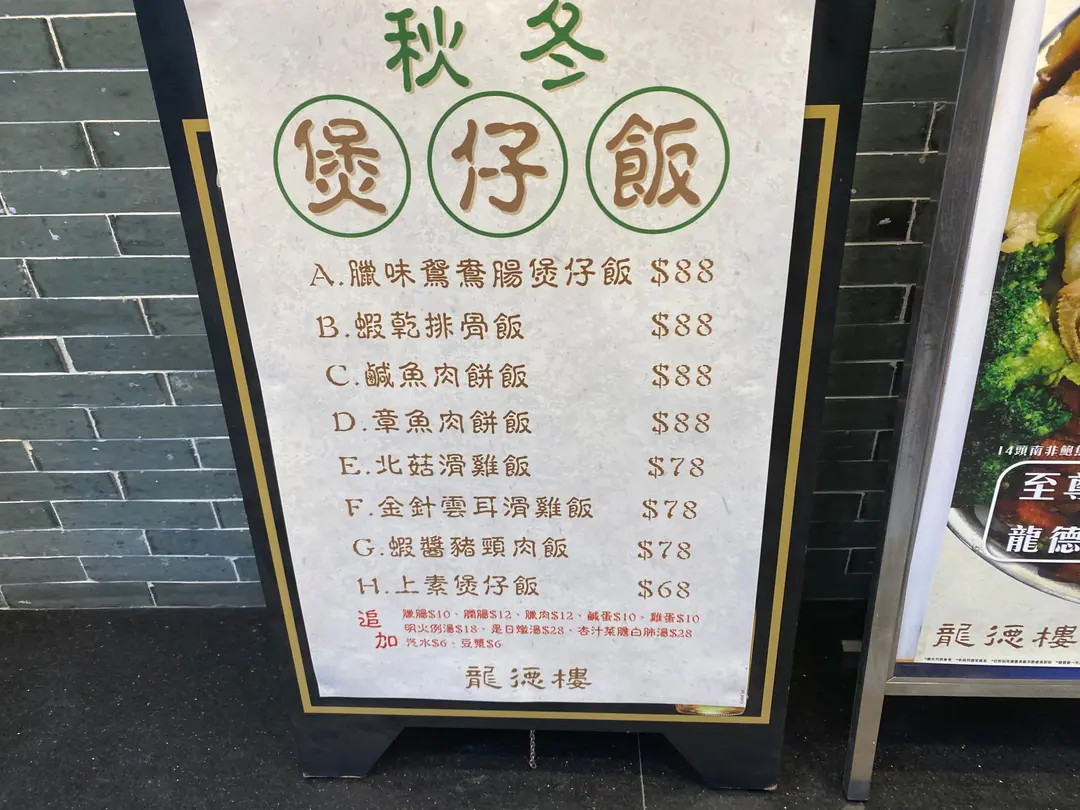 秋冬
煲仔飯
A.臘味鴛鴦腸煲仔飯 $88
B.蝦乾排骨飯 $88
C.鹹魚肉餅飯 $88
D.章魚肉餅飯 $88
E.北菇滑雞飯 $78
F.金針雲耳滑雞飯 $78
G.蝦醬豬頸肉飯 $78
H.上素煲仔飯 $68
追加
臘腸$10、膶腸$12、臘肉$12、鹹蛋$10、雞蛋$10
明火例湯$18、是日燉湯$28、杏汁菜膽白肺湯$28
汽水$6、豆漿$6
龍德樓
14頭南非鮑
至尊
龍德
龍德樓